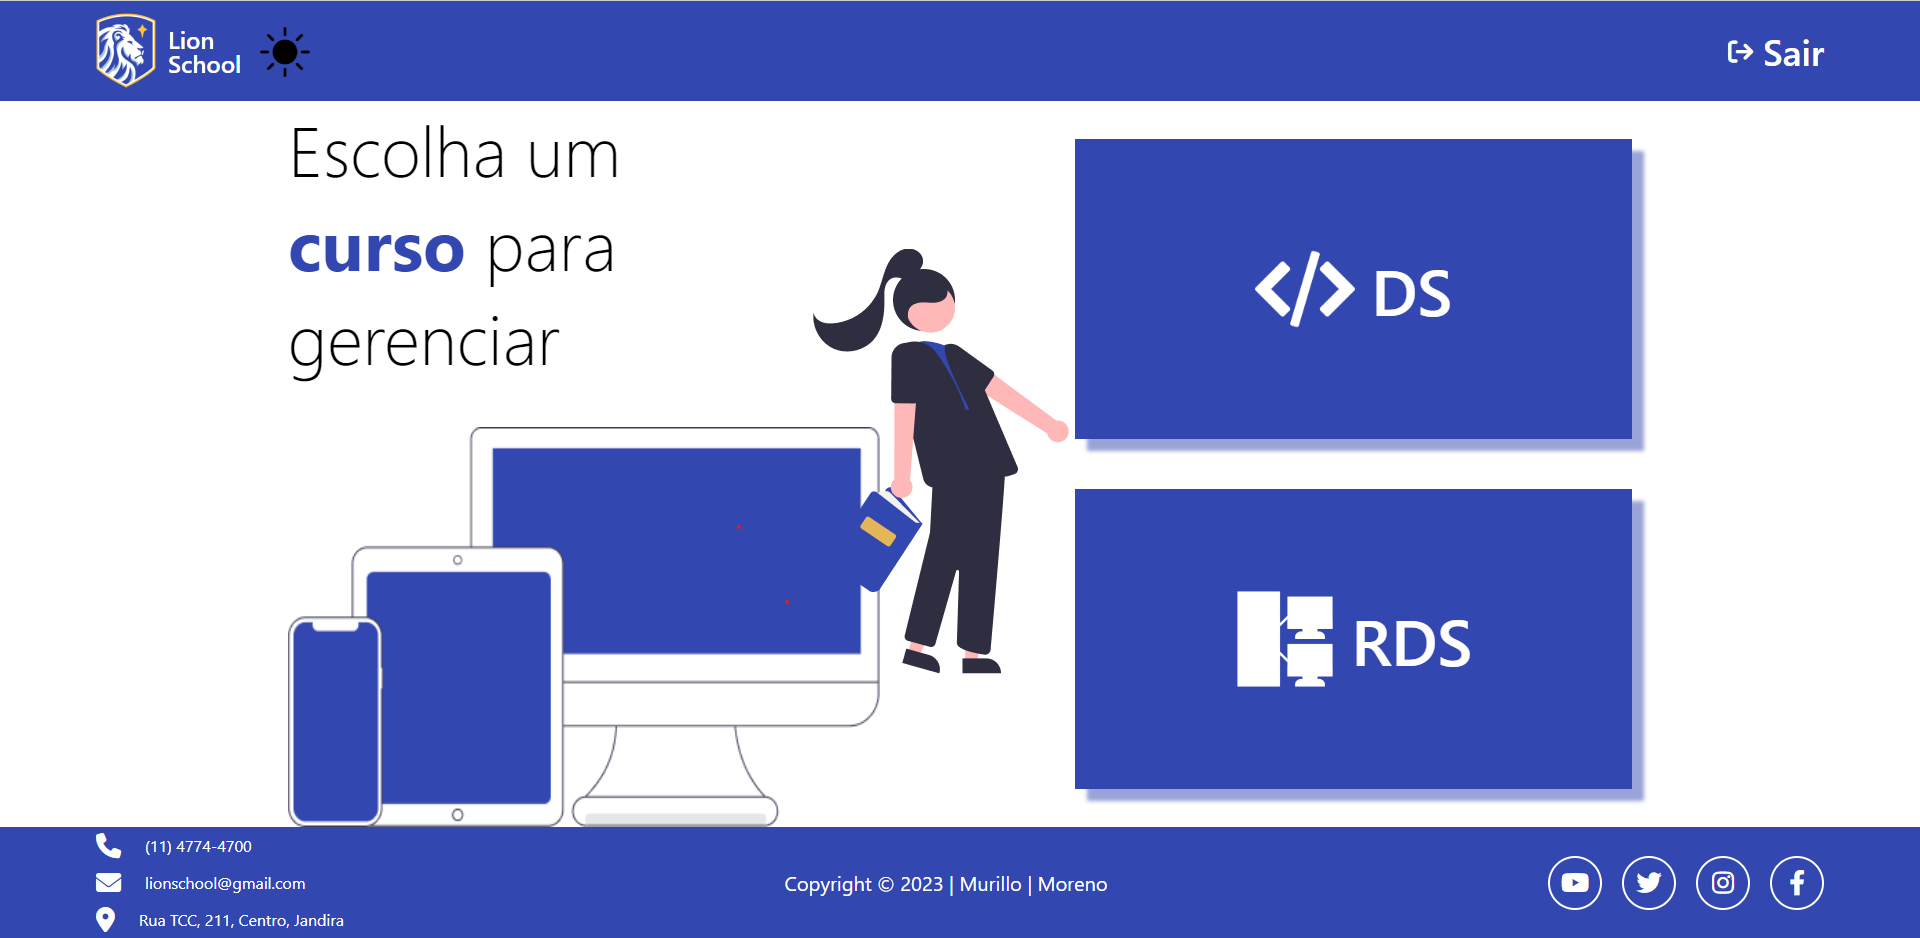 Lion
School
Sair
Escolha um
curso para
gerenciar
DS
RDS
(11) 4774-4700
lionschool@gmail.com
Rua TCC, 211, Centro, Jandira
Copyright © 2023 | Murillo | Moreno